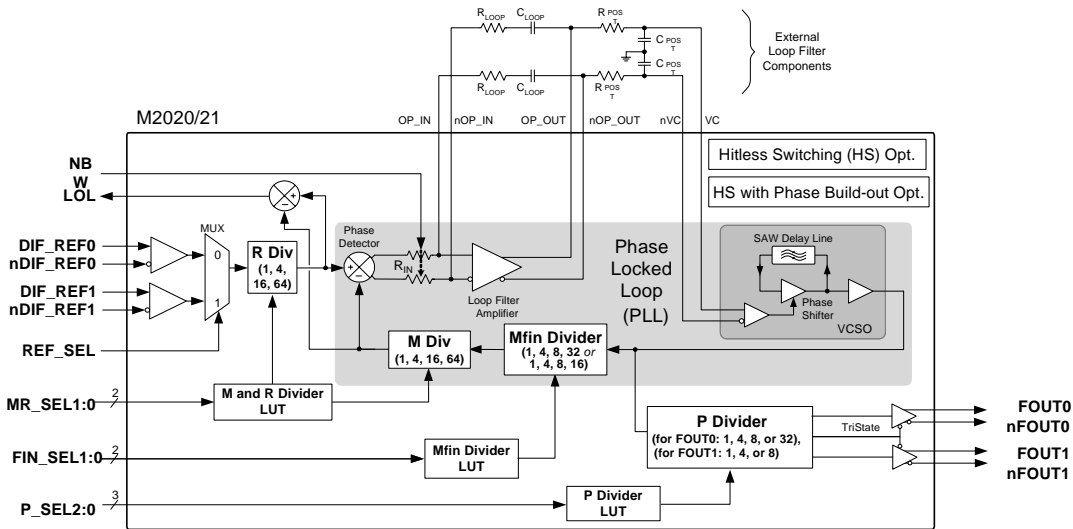 R LOOP C LOOP R POS T
C POS T
C POS T
R LOOP C LOOP R POS T
External
Loop Filter
Components
M2020/21
OP_IN nOP_IN OP_OUT nOP_OUT nVC VC
NB
W
LOL
Hitless Switching (HS) Opt.
HS with Phase Build-out Opt.
DIF_REF0
nDIF_REF0
DIF_REF1
nDIF_REF1
REF_SEL
MUX
0
1
R Div
(1, 4,
16, 64)
+
−
Phase
Detector
+
−
R IN
Loop Filter
Amplifier
Phase
Locked
Loop
(PLL)
SAW Delay Line
Phase
Shifter
VCSO
M Div
(1, 4, 16, 64)
Mfin Divider
(1, 4, 8, 32 or
1, 4, 8, 16)
MR_SEL1:0
2
M and R Divider
LUT
FIN_SEL1:0
2
Mfin Divider
LUT
P Divider
(for FOUT0: 1, 4, 8, or 32),
(for FOUT1: 1, 4, or 8)
TriState
FOUT0
nFOUT0
FOUT1
nFOUT1
P_SEL2:0
3
P Divider
LUT